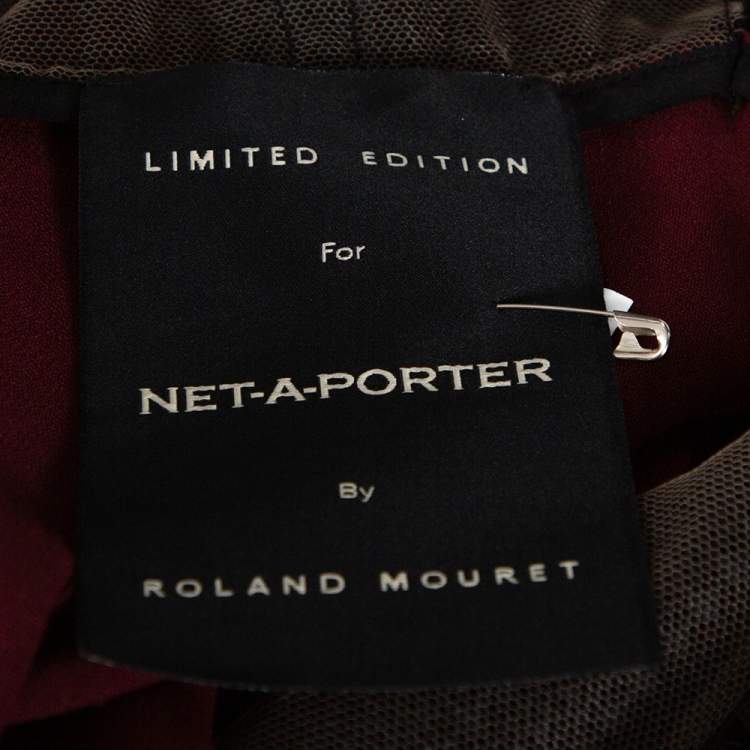 LIMITED EDITION
For
NET-A-PORTER
By
ROLAND MOURET